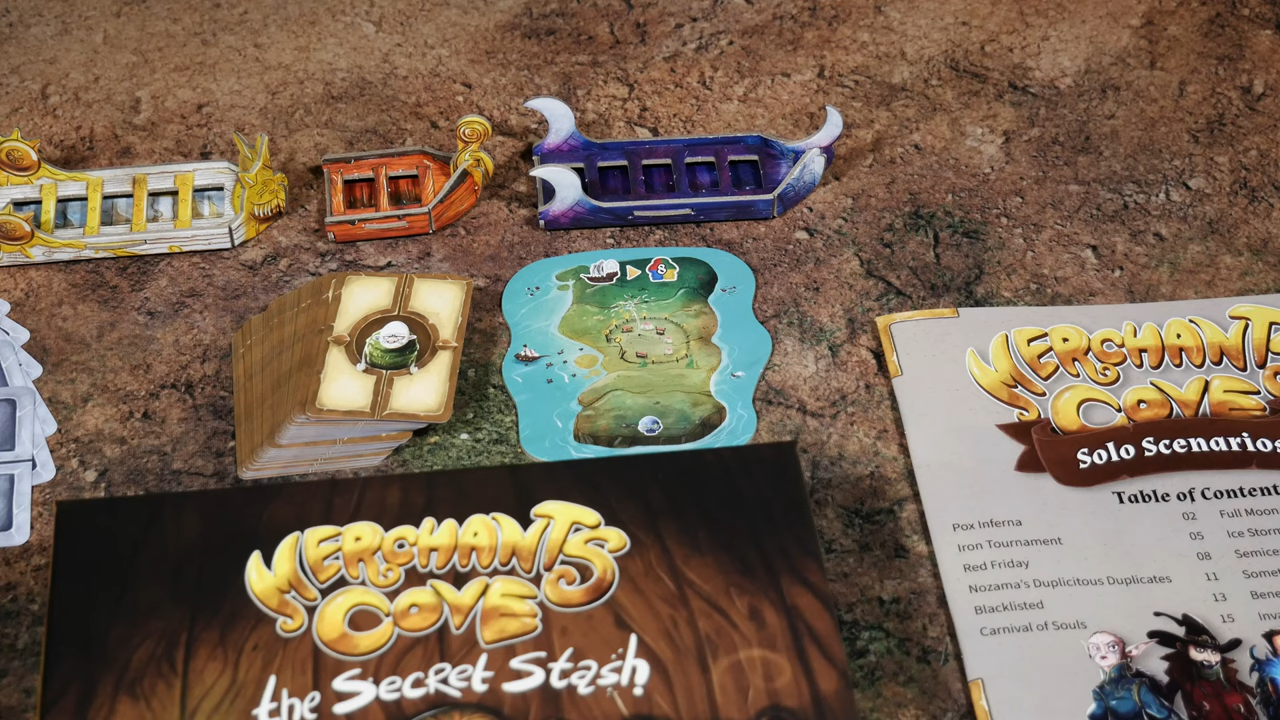 8
MERCHANTS
COVE
the Secret Stash
MERCHANTS
COVE
Solo Scenarios
Table of Content
Pox Inferna 02 Full Moon
Iron Tournament 05 Ice Storm
Red Friday 08
Nozama's Duplicitous Duplicates 11
Blacklisted 13
Carnival of Souls 15